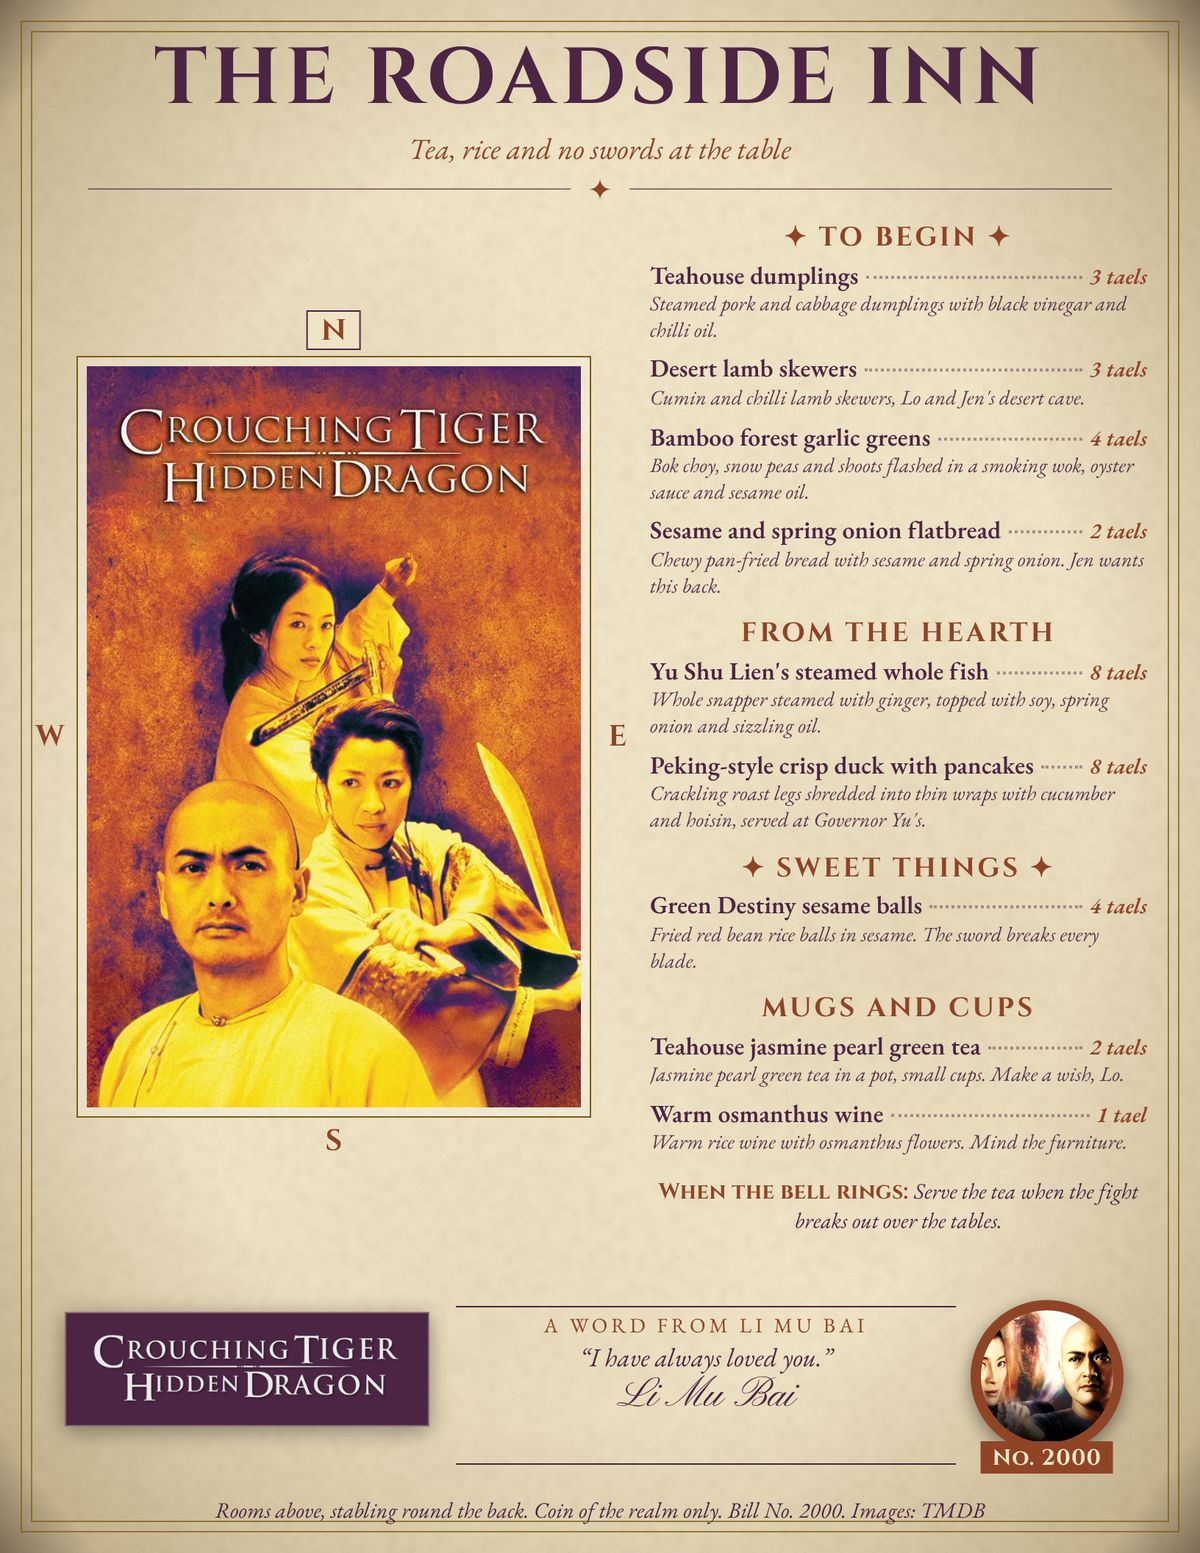 THE ROADSIDE INN
Tea, rice and no swords at the table
✦ TO BEGIN ✦
Teahouse dumplings 3 taels
Steamed pork and cabbage dumplings with black vinegar and
chilli oil.
Desert lamb skewers 3 taels
Cumin and chilli lamb skewers, Lo and Jen's desert cave.
Bamboo forest garlic greens 4 taels
Bok choy, snow peas and shoots flashed in a smoking wok, oyster
sauce and sesame oil.
Sesame and spring onion flatbread 2 taels
Chewy pan-fried bread with sesame and spring onion. Jen wants
this back.
FROM THE HEARTH
Yu Shu Lien's steamed whole fish 8 taels
Whole snapper steamed with ginger, topped with soy, spring
onion and sizzling oil.
Peking-style crisp duck with pancakes 8 taels
Crackling roast legs shredded into thin wraps with cucumber
and hoisin, served at Governor Yu's.
✦ SWEET THINGS ✦
Green Destiny sesame balls 4 taels
Fried red bean rice balls in sesame. The sword breaks every
blade.
MUGS AND CUPS
Teahouse jasmine pearl green tea 2 taels
Jasmine pearl green tea in a pot, small cups. Make a wish, Lo.
Warm osmanthus wine 1 tael
Warm rice wine with osmanthus flowers. Mind the furniture.
WHEN THE BELL RINGS: Serve the tea when the fight
breaks out over the tables.
N
CROUCHING TIGER
HIDDEN DRAGON
W
E
S
CROUCHING TIGER
HIDDEN DRAGON
A WORD FROM LI MU BAI
“I have always loved you.”
Li Mu Bai
NO. 2000
Rooms above, stabling round the back. Coin of the realm only. Bill No. 2000. Images: TMDB